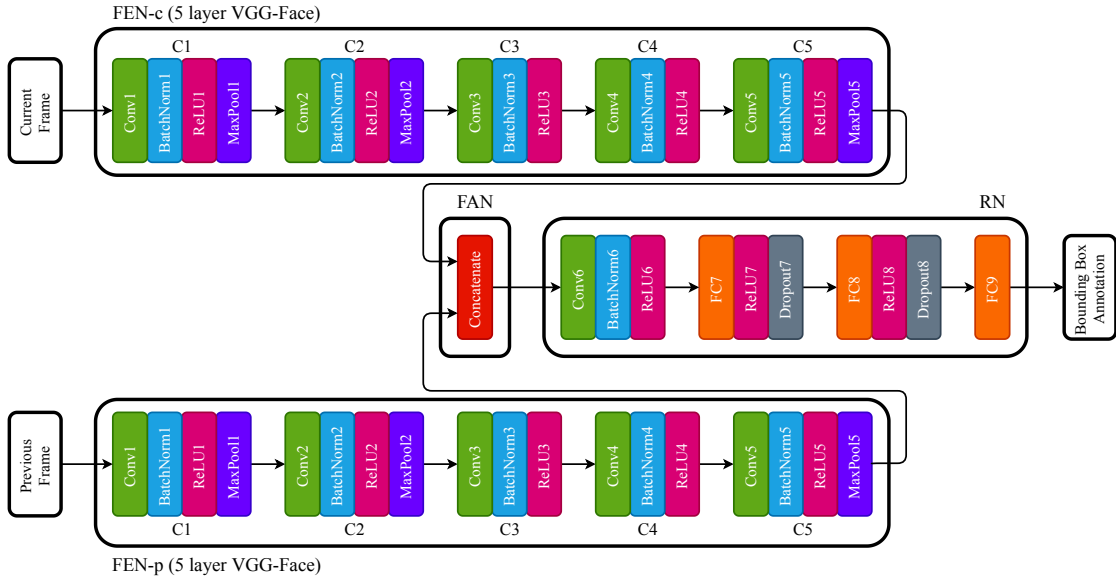 FEN-c (5 layer VGG-Face)
C1
C2
C3
C4
C5
Current
Frame
Conv1
BatchNorm1
ReLU1
MaxPool1
Conv2
BatchNorm2
ReLU2
MaxPool2
Conv3
BatchNorm3
ReLU3
Conv4
BatchNorm4
ReLU4
Conv5
BatchNorm5
ReLU5
MaxPool5
FAN
RN
Concatenate
Conv6
BatchNorm6
ReLU6
FC7
ReLU7
Dropout7
FC8
ReLU8
Dropout8
FC9
Bounding Box
Annotation
Previous
Frame
Conv1
BatchNorm1
ReLU1
MaxPool1
Conv2
BatchNorm2
ReLU2
MaxPool2
Conv3
BatchNorm3
ReLU3
Conv4
BatchNorm4
ReLU4
Conv5
BatchNorm5
ReLU5
MaxPool5
C1
C2
C3
C4
C5
FEN-p (5 layer VGG-Face)